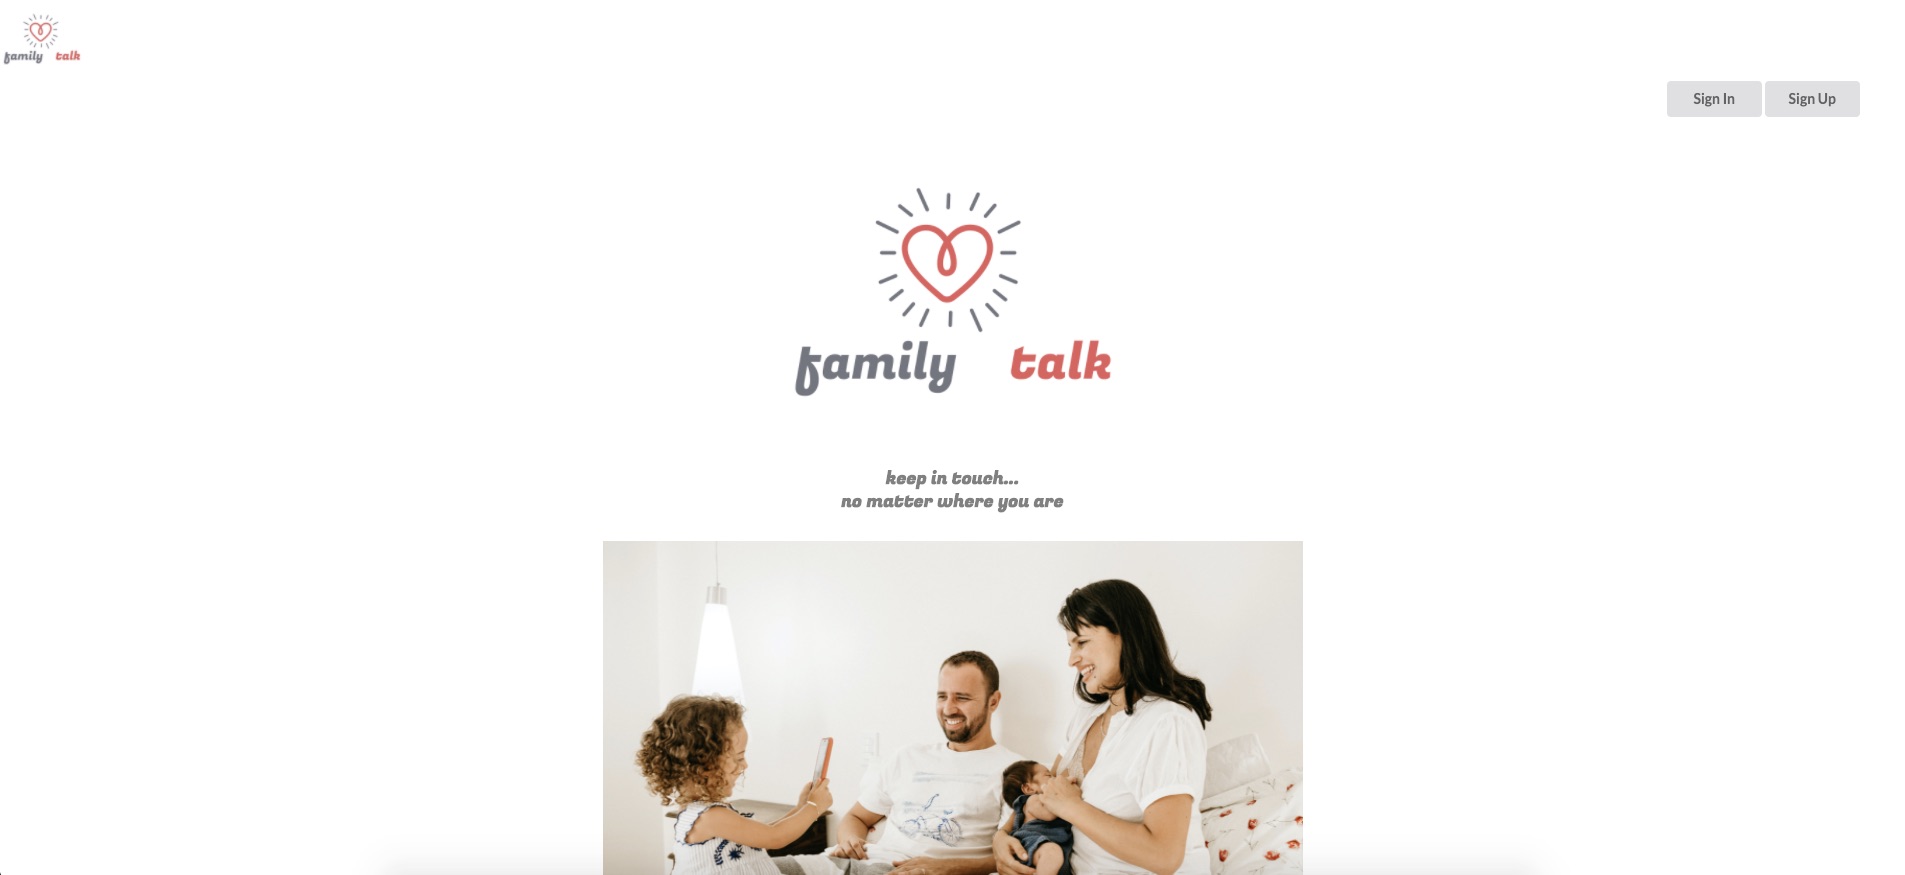 family talk
Sign In
Sign Up
family talk
keep in touch...
no matter where you are